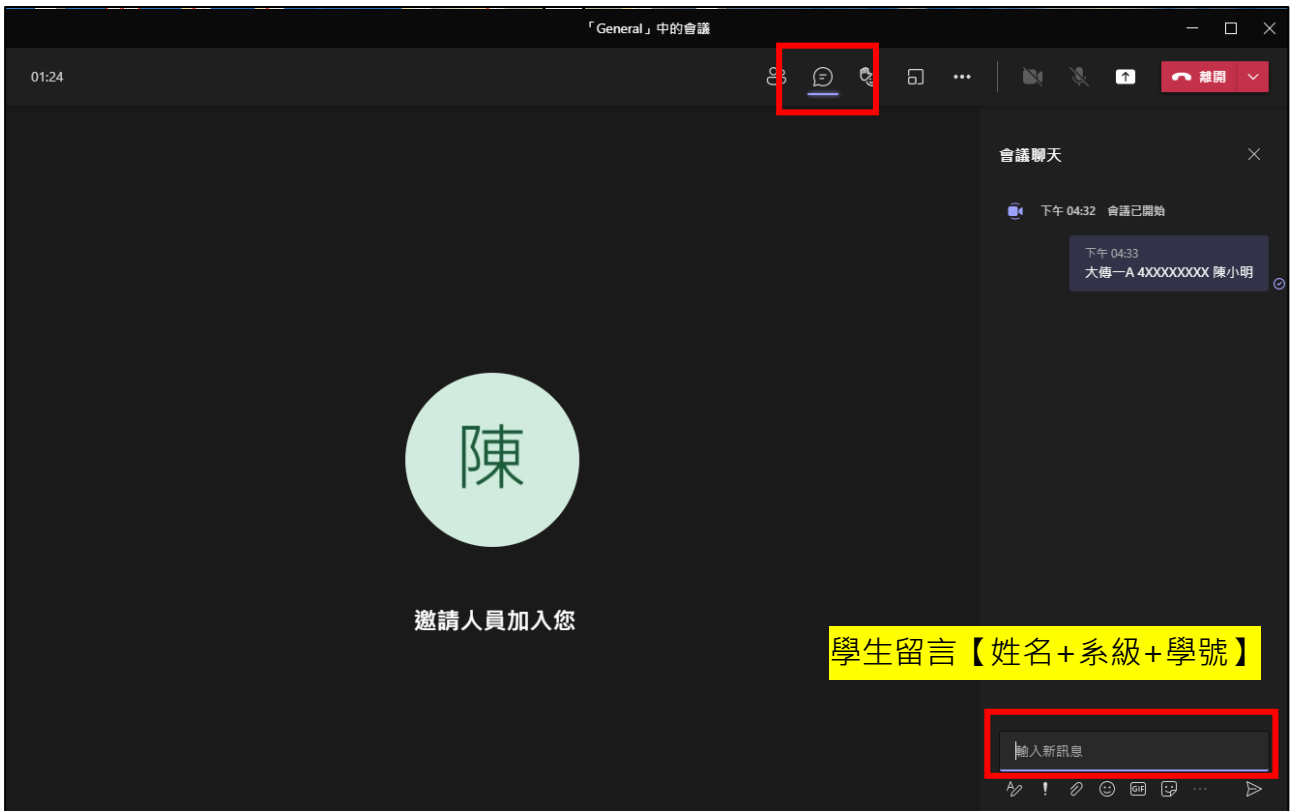 「General」中的會議
01:24
離開
會議聊天
下午 04:32 會議已開始
下午 04:33
大傳一A 4XXXXXXXX 陳小明
陳
邀請人員加入您
學生留言【姓名+系級+學號】
輸入新訊息
GIF